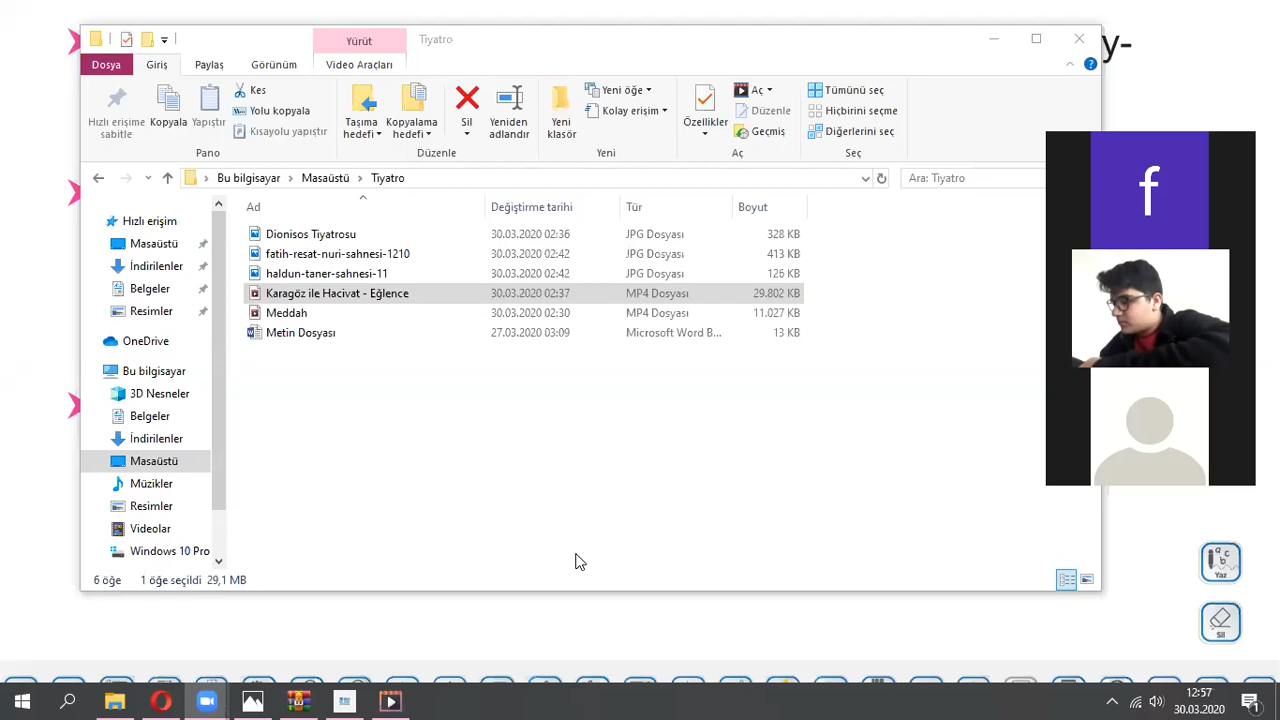 Yürüt
Tiyatro
y-
Dosya
Giriş
Paylaş
Görünüm
Video Araçları
Hızlı erişime sabitle
Kopyala
Yapıştır
Kes
Yolu kopyala
Kısayolu yapıştır
Pano
Taşıma hedefi
Kopyalama hedefi
Sil
Yeniden adlandır
Düzenle
Yeni klasör
Yeni öğe
Kolay erişim
Yeni
Özellikler
Aç
Düzenle
Geçmiş
Aç
Tümünü seç
Hiçbirini seçme
Diğerlerini seç
Seç
Bu bilgisayar
Masaüstü
Tiyatro
Ara: Tiyatro
f
Ad Değiştirme tarihi Tür Boyut
Dionisos Tiyatrosu 30.03.2020 02:36 JPG Dosyası 328 KB
fatih-resat-nuri-sahnesi-1210 30.03.2020 02:42 JPG Dosyası 413 KB
haldun-taner-sahnesi-11 30.03.2020 02:42 JPG Dosyası 126 KB
Karagöz ile Hacivat - Eğlence 30.03.2020 02:37 MP4 Dosyası 29.802 KB
Meddah 30.03.2020 02:30 MP4 Dosyası 11.027 KB
Metin Dosyası 27.03.2020 03:09 Microsoft Word B... 13 KB
Hızlı erişim
Masaüstü
İndirilenler
Belgeler
Resimler
OneDrive
Bu bilgisayar
3D Nesneler
Belgeler
İndirilenler
Masaüstü
Müzikler
Resimler
Videolar
Windows 10 Pro
6 öğe 1 öğe seçildi 29,1 MB
a b c
Yaz
Sil
12:57
30.03.2020
1